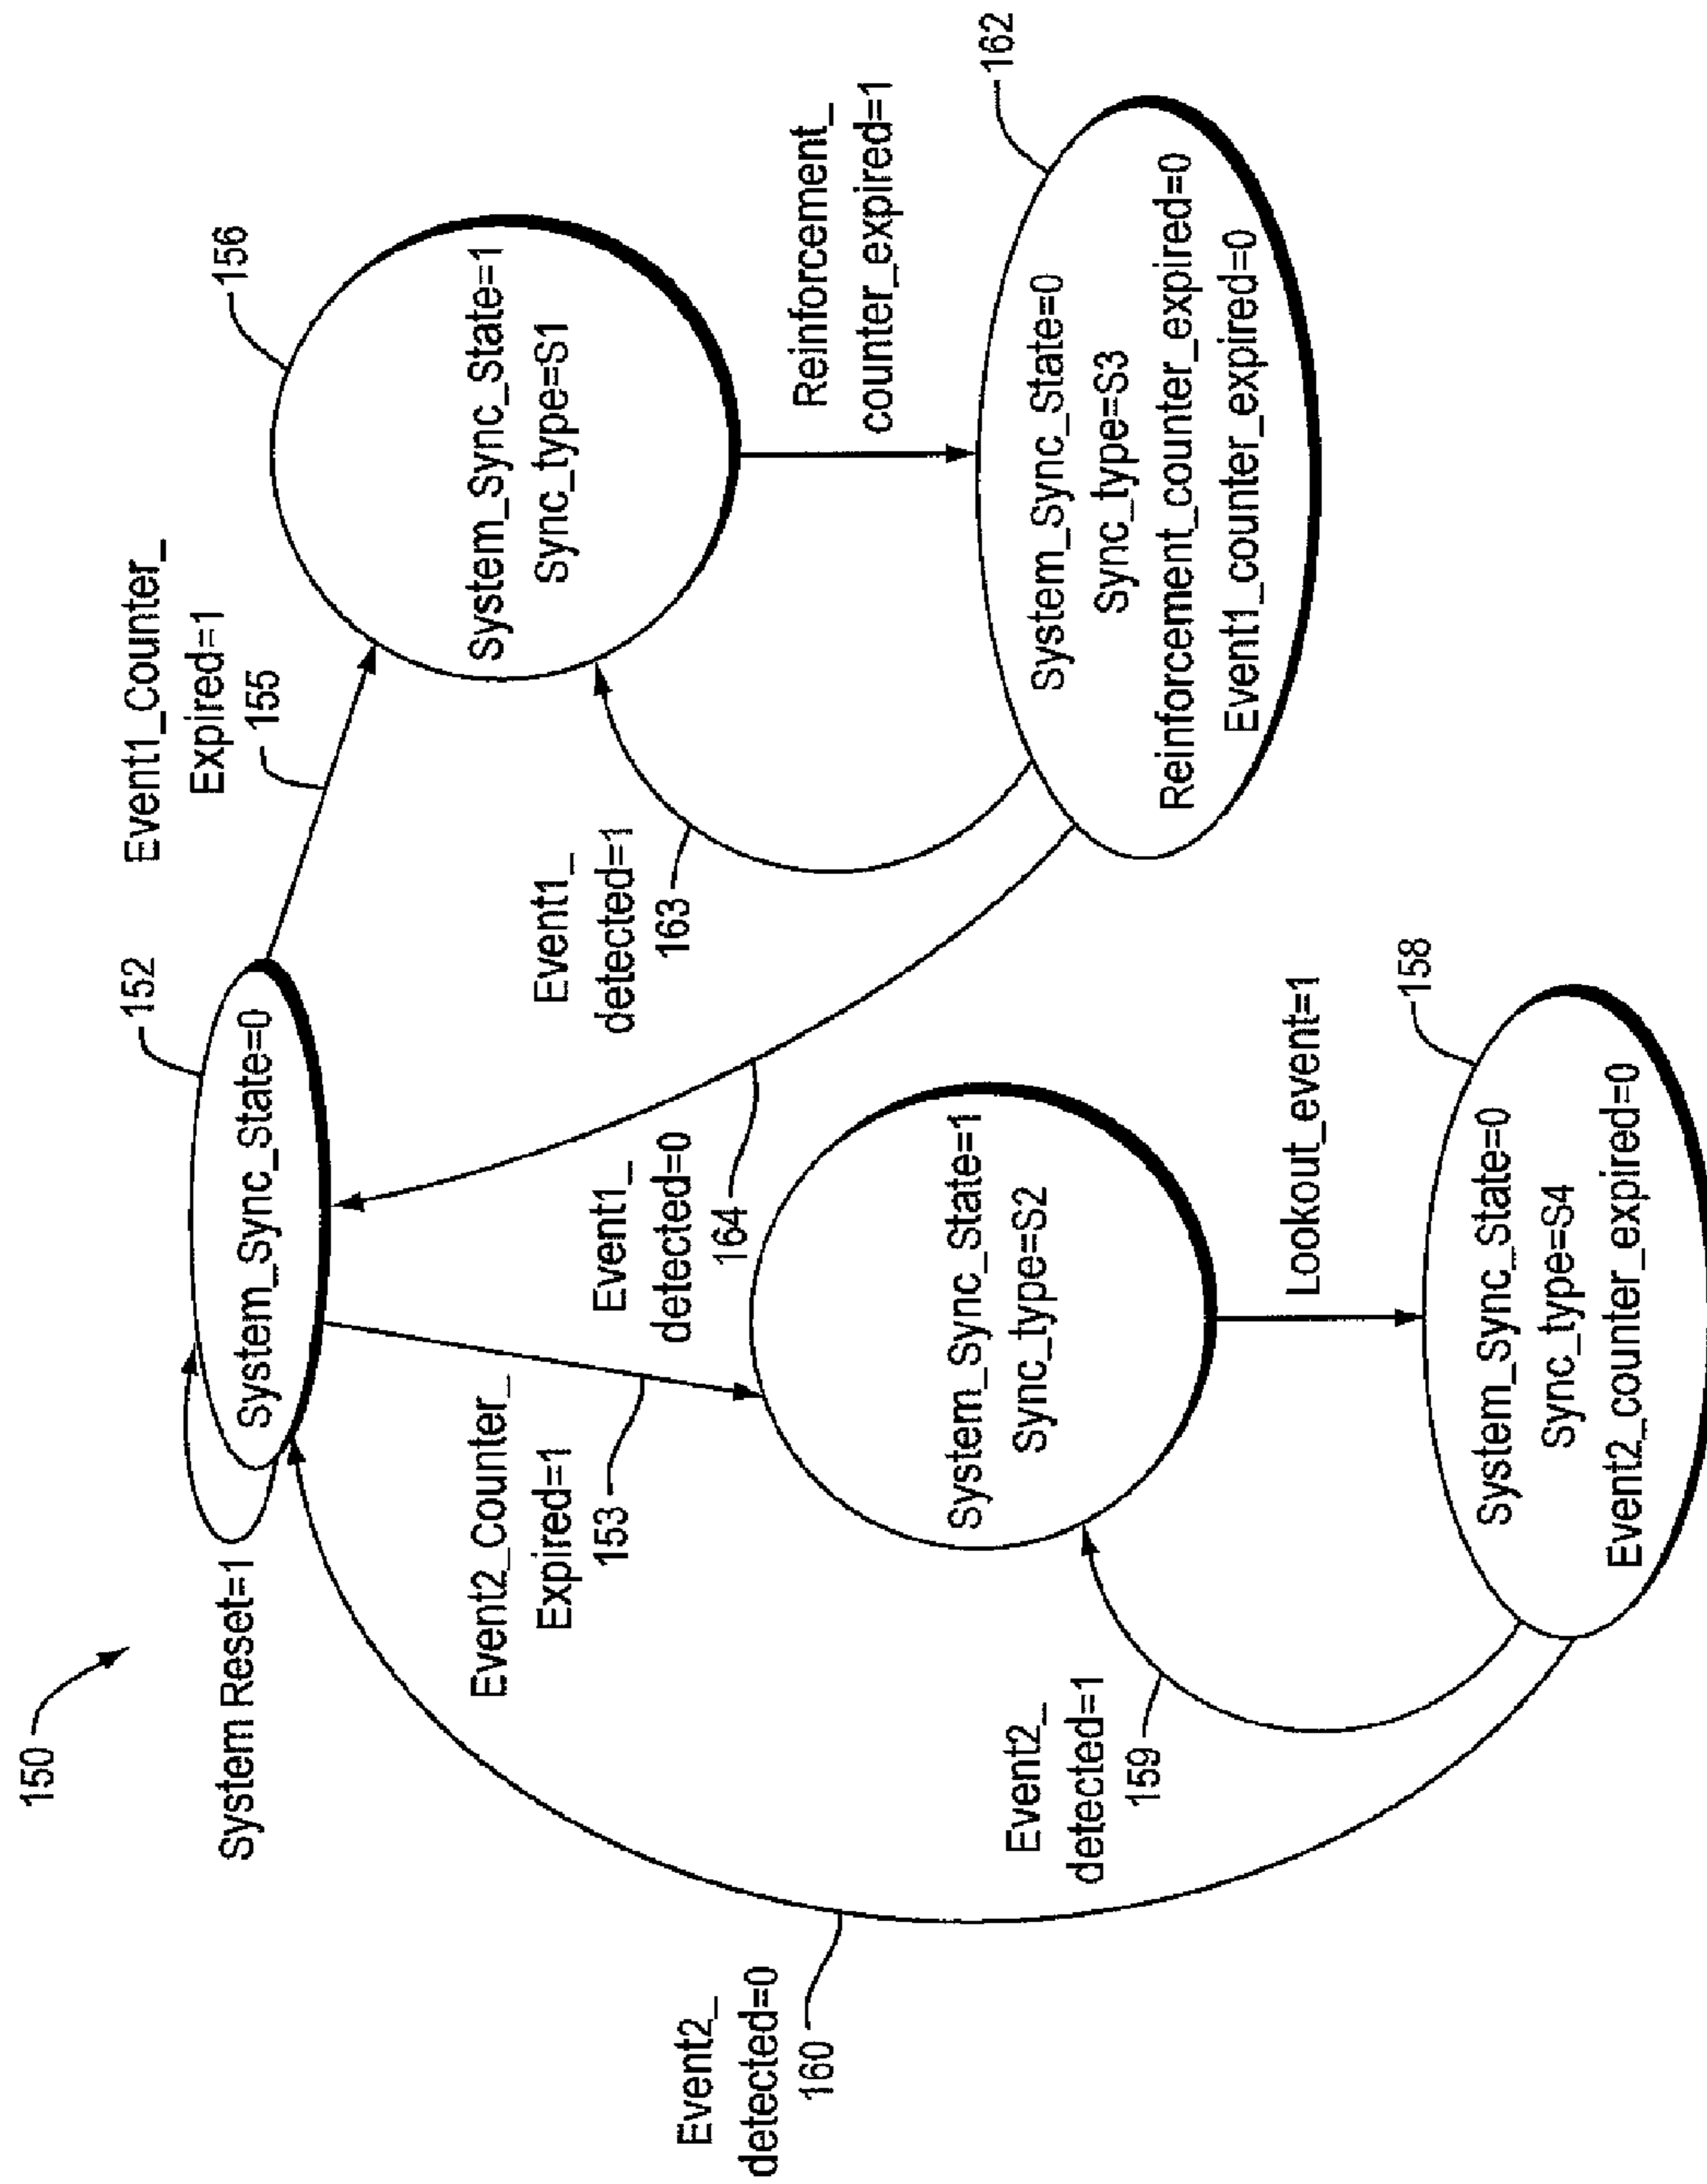 150
System Reset=1
152
System_Sync_State=0
Event1_Counter_
Expired=1
155
156
System_Sync_State=1
Sync_type=S1
Reinforcement_
counter_expired=1
162
System_Sync_State=0
Sync_type=S3
Reinforcement_counter_expired=0
Event1_counter_expired=0
Event1_
detected=1
163
Event1_
detected=0
164
Event2_Counter_
Expired=1
153
System_Sync_State=1
Sync_type=S2
Lookout_event=1
158
System_Sync_State=0
Sync_type=S4
Event2_counter_expired=0
Event2_
detected=1
159
Event2_
detected=0
160